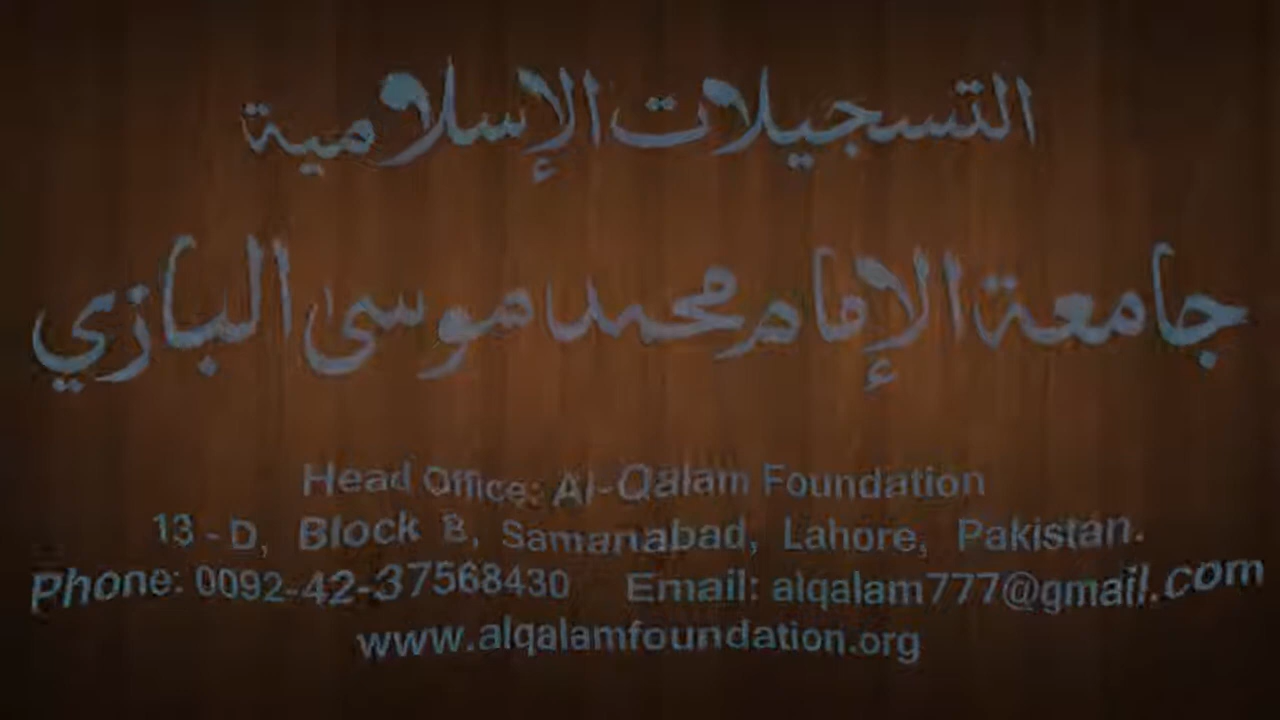 التسجيلات الإسلامية
جامعة الإمام محمد موسى البازي
Head Office: Al-Qalam Foundation
13 - D, Block B, Samanabad, Lahore, Pakistan.
Phone: 0092-42-37568430 Email: alqalam777@gmail.com
www.alqalamfoundation.org